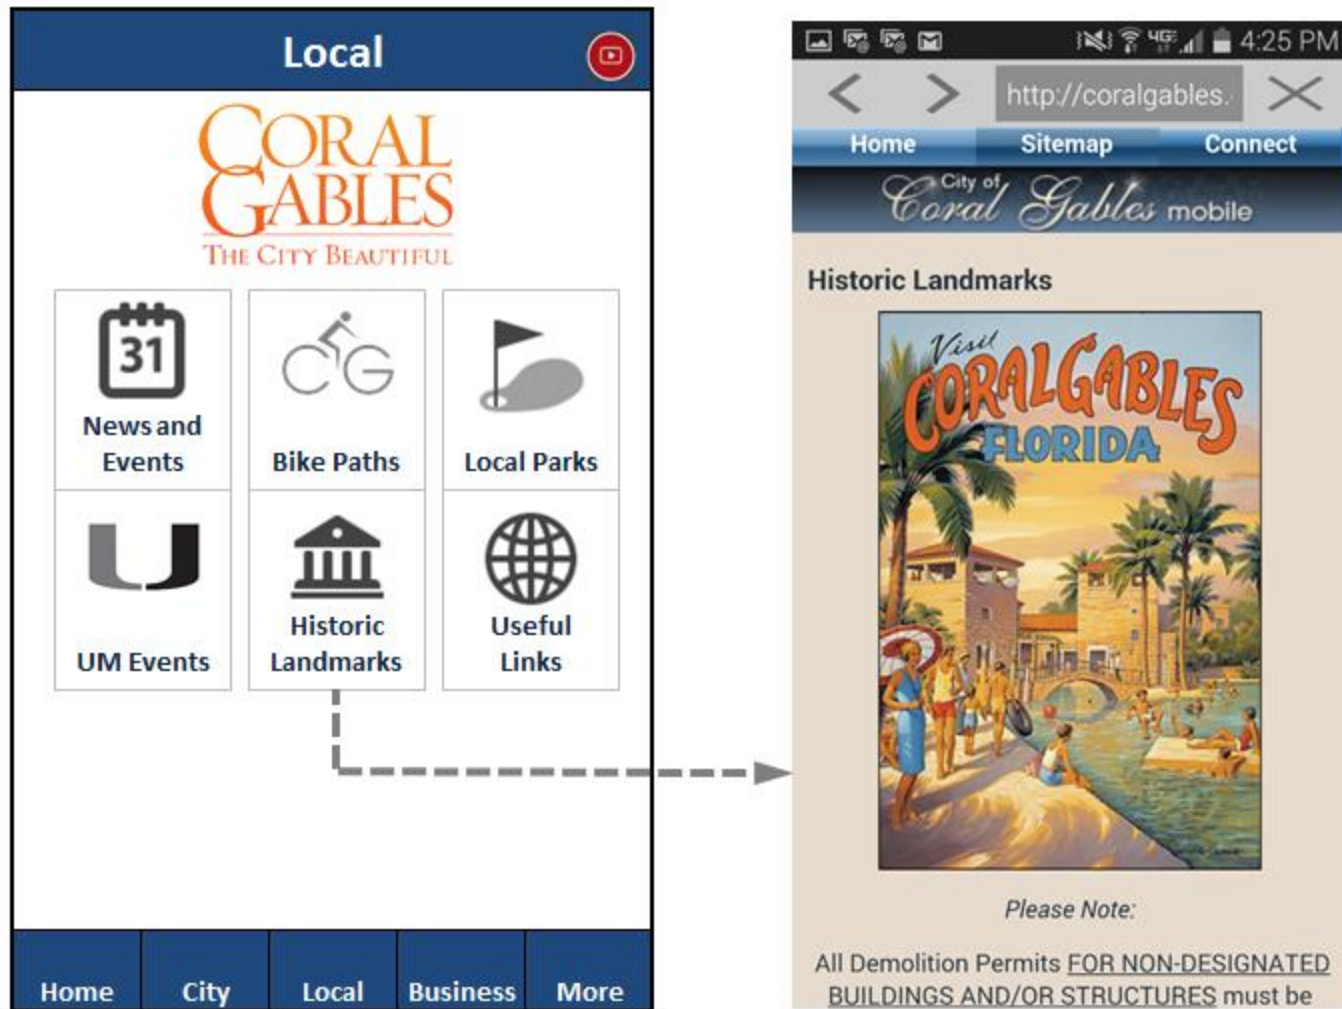 Local
CORAL
GABLES
THE CITY BEAUTIFUL
31
News and
Events
CG
Bike Paths
Local Parks
U
UM Events
Historic
Landmarks
Useful
Links
Home
City
Local
Business
More
4G
4:25 PM
http://coralgables.
Home
Sitemap
Connect
City of
Coral Gables mobile
Historic Landmarks
Visit
CORAL GABLES
FLORIDA
Please Note:
All Demolition Permits FOR NON-DESIGNATED
BUILDINGS AND/OR STRUCTURES must be